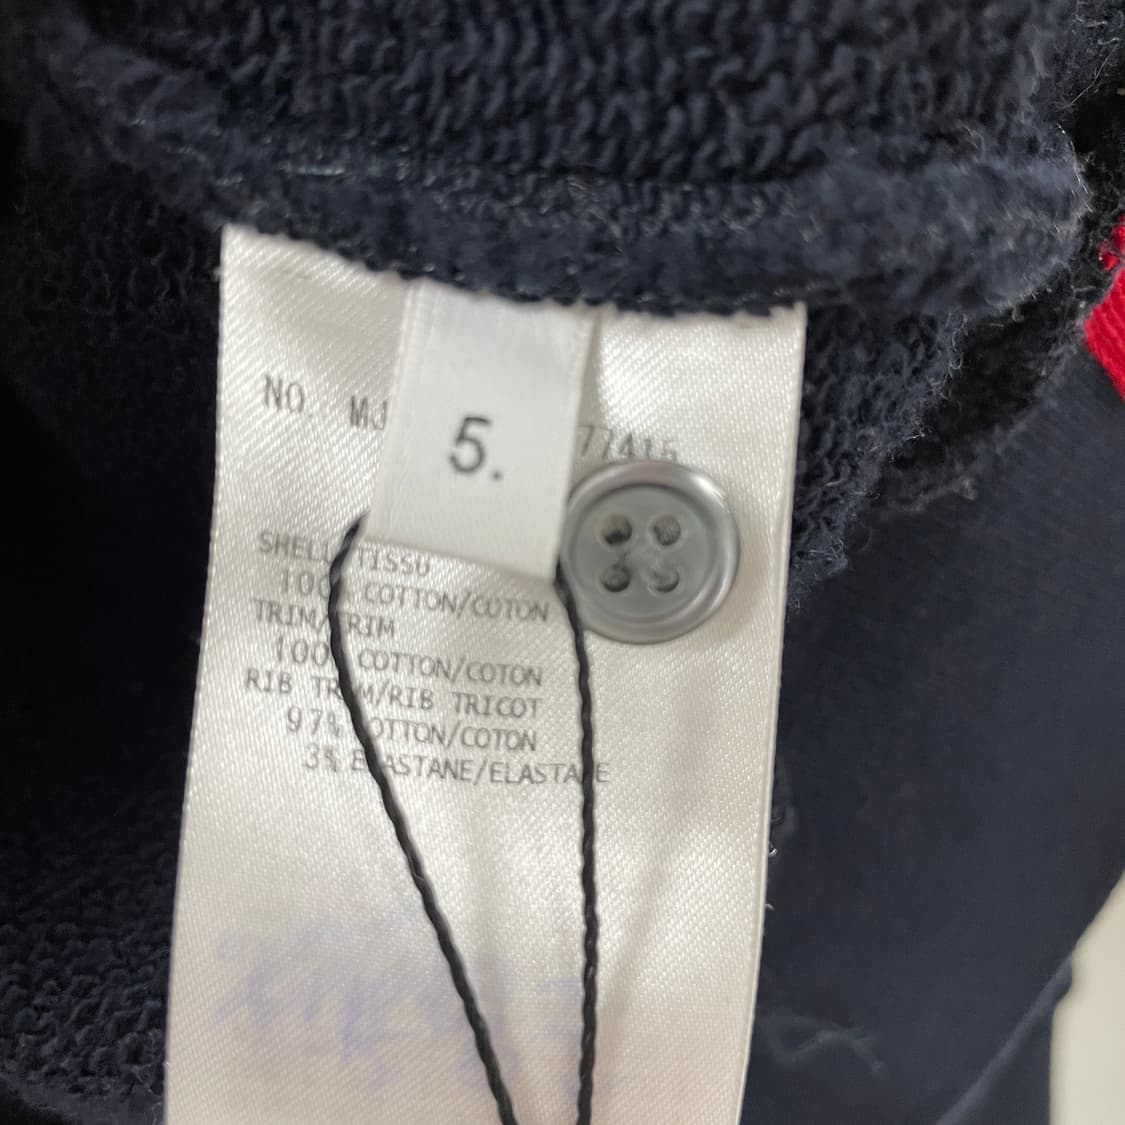 NO. MJ 77415
5.
SHELL/TISSU
100% COTTON/COTON
TRIM/TRIM
100% COTTON/COTON
RIB TRIM/RIB TRICOT
97% COTTON/COTON
3% ELASTANE/ELASTANE